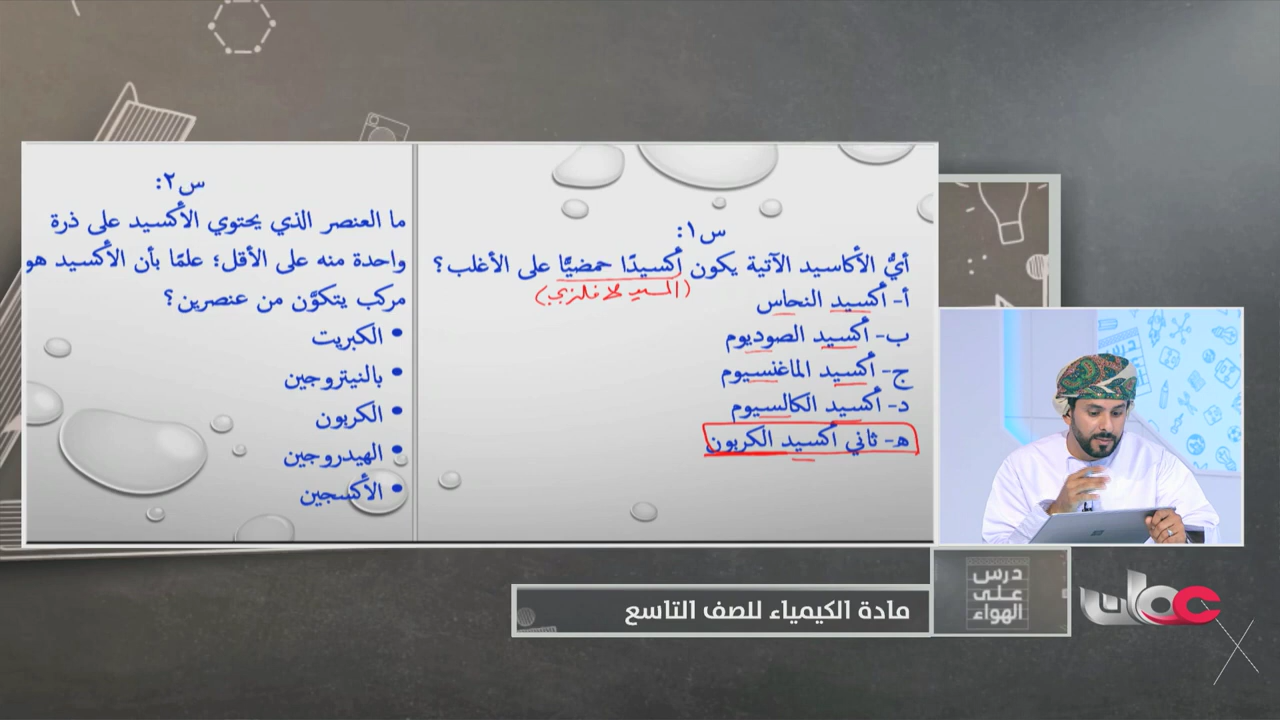 س١:
أيُّ الأكاسيد الآتية يكون أكسيدًا حمضيًّا على الأغلب؟
أ- أكسيد النحاس
ب- أكسيد الصوديوم
ج- أكسيد الماغنسيوم
د- أكسيد الكالسيوم
ه- ثاني أكسيد الكربون
س٢:
ما العنصر الذي يحتوي الأكسيد على ذرة
واحدة منه على الأقل؛ علمًا بأن الأكسيد هو
مركب يتكوَّن من عنصرين؟
• الكبريت
• بالنيتروجين
• الكربون
• الهيدروجين
• الأكسجين
درس
على
الهواء
مادة الكيمياء للصف التاسع
عمان